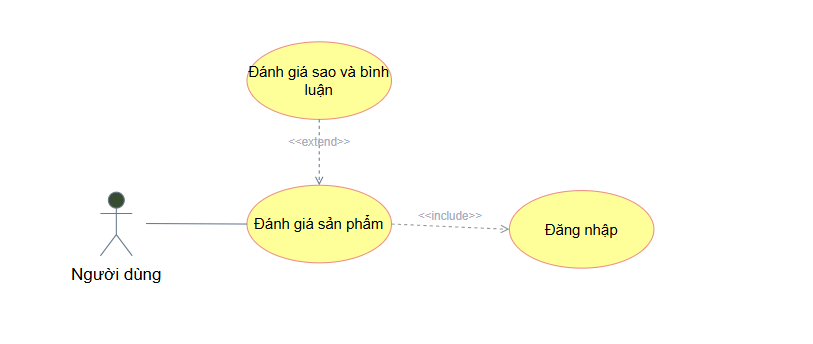 Đánh giá sao và bình
luận
<<extend>>
Đánh giá sản phẩm
<<include>>
Đăng nhập
Người dùng